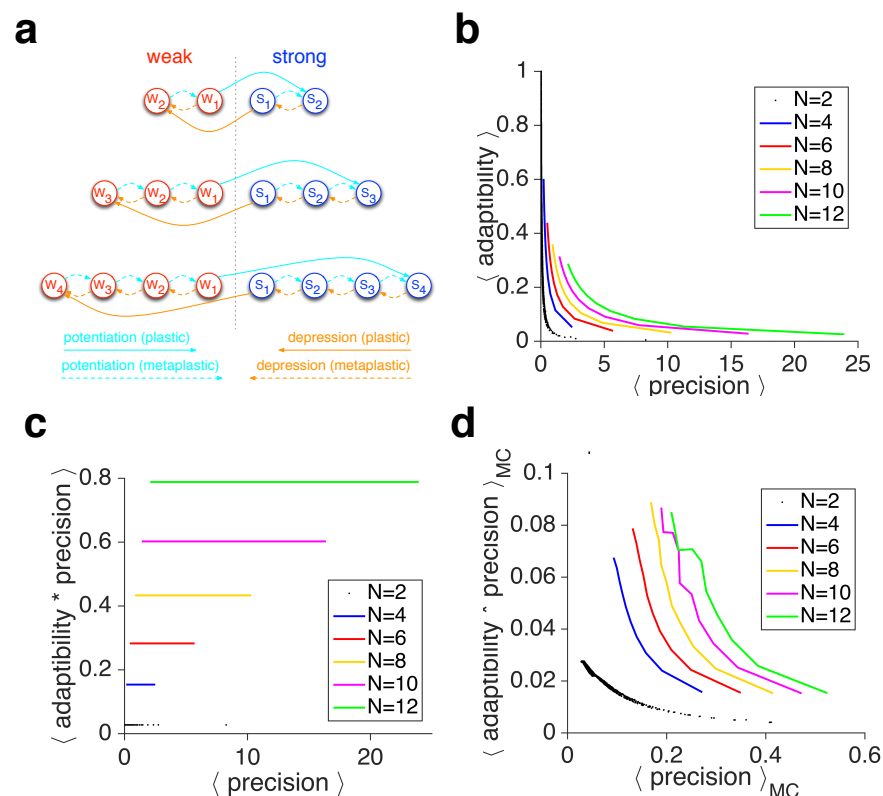 a
weak
strong
W2 W1 S1 S2
W3 W2 W1 S1 S2 S3
W4 W3 W2 W1 S1 S2 S3 S4
potentiation (plastic)
depression (plastic)
potentiation (metaplastic)
depression (metaplastic)
b
⟨ adaptibility ⟩
1
0.8
0.6
0.4
0.2
0
0 5 10 15 20 25
⟨ precision ⟩
N=2
N=4
N=6
N=8
N=10
N=12
c
⟨ adaptibility * precision ⟩
0.8
0.6
0.4
0.2
0
0 10 20
⟨ precision ⟩
N=2
N=4
N=6
N=8
N=10
N=12
d
⟨ adaptibility * precision ⟩MC
0.1
0.08
0.06
0.04
0.02
0
0 0.2 0.4 0.6
⟨ precision ⟩MC
N=2
N=4
N=6
N=8
N=10
N=12